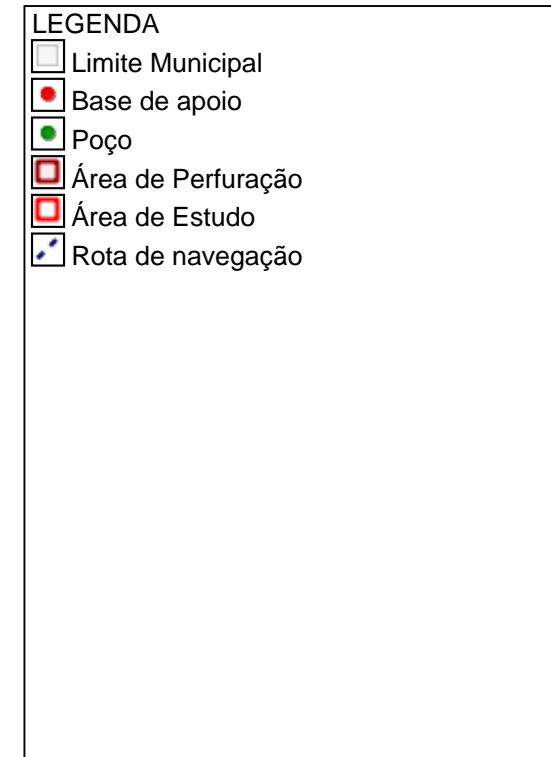 LEGENDA
Limite Municipal
Base de apoio
Poço
Área de Perfuração
Área de Estudo
Rota de navegação